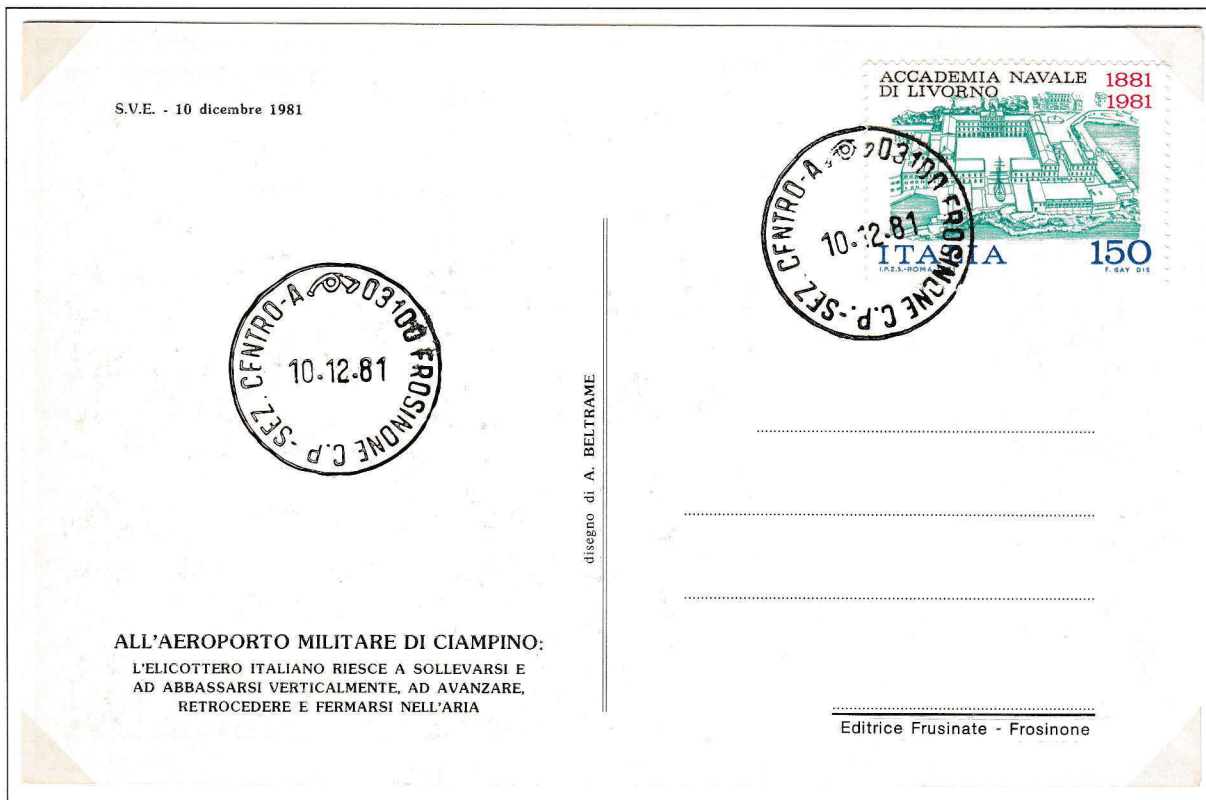 S.V.E. - 10 dicembre 1981
ACCADEMIA NAVALE 1881
DI LIVORNO 1981
ITALIA 150
I.P.Z.S.-ROMA F. GAY DIS
03100 FROSINONE C.P.-SEZ. CENTRO-A
10-12-81
03100 FROSINONE C.P.-SEZ. CENTRO-A
10-12-81
disegno di A. BELTRAME
ALL'AEROPORTO MILITARE DI CIAMPINO:
L'ELICOTTERO ITALIANO RIESCE A SOLLEVARSI E
AD ABBASSARSI VERTICALMENTE, AD AVANZARE,
RETROCEDERE E FERMARSI NELL'ARIA
Editrice Frusinate - Frosinone